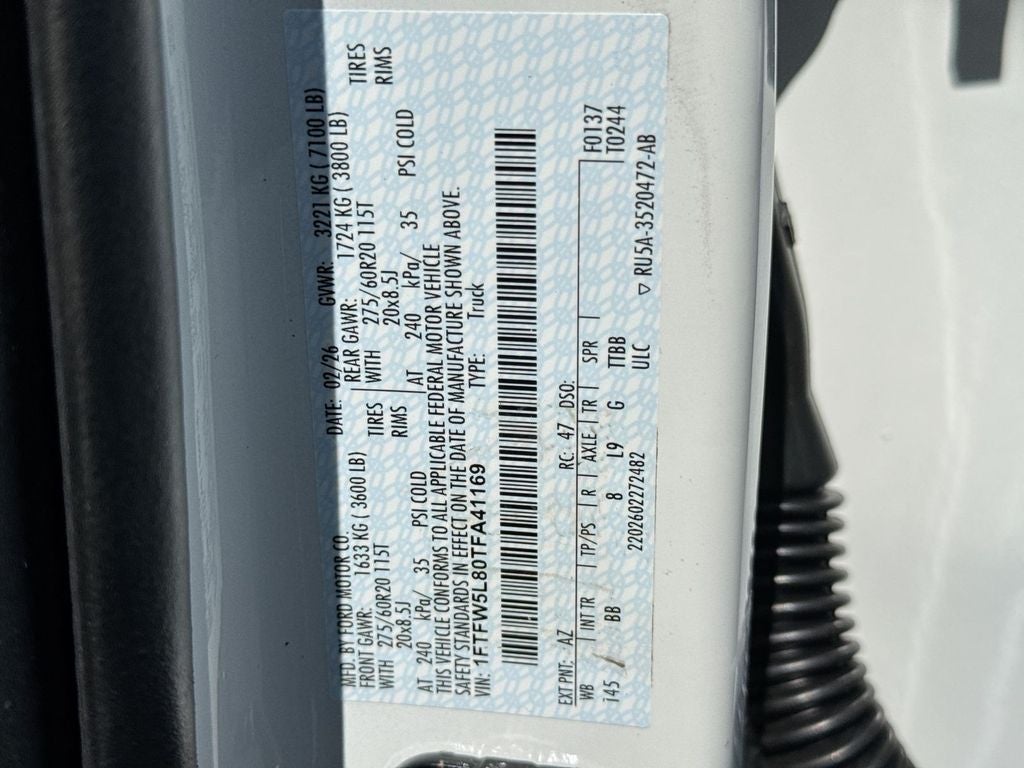 MFD. BY FORD MOTOR CO. DATE: 02/26 GVWR: 3221 KG ( 7100 LB)
FRONT GAWR: 1633 KG ( 3600 LB) REAR GAWR: 1724 KG ( 3800 LB)
WITH 275/60R20 115T TIRES WITH 275/60R20 115T TIRES
20x8.5J RIMS 20x8.5J RIMS
AT 240 kPa/ 35 PSI COLD AT 240 kPa/ 35 PSI COLD
THIS VEHICLE CONFORMS TO ALL APPLICABLE FEDERAL MOTOR VEHICLE
SAFETY STANDARDS IN EFFECT ON THE DATE OF MANUFACTURE SHOWN ABOVE.
VIN: 1FTFW5L80TFA41169 TYPE: Truck
EXT PNT: AZ RC: 47 DSO: F0137
WB INT TR TP/PS R AXLE TR SPR T0244
145 BB 8 L9 G TTBB
2202602272482 ULC RU5A-3520472-AB